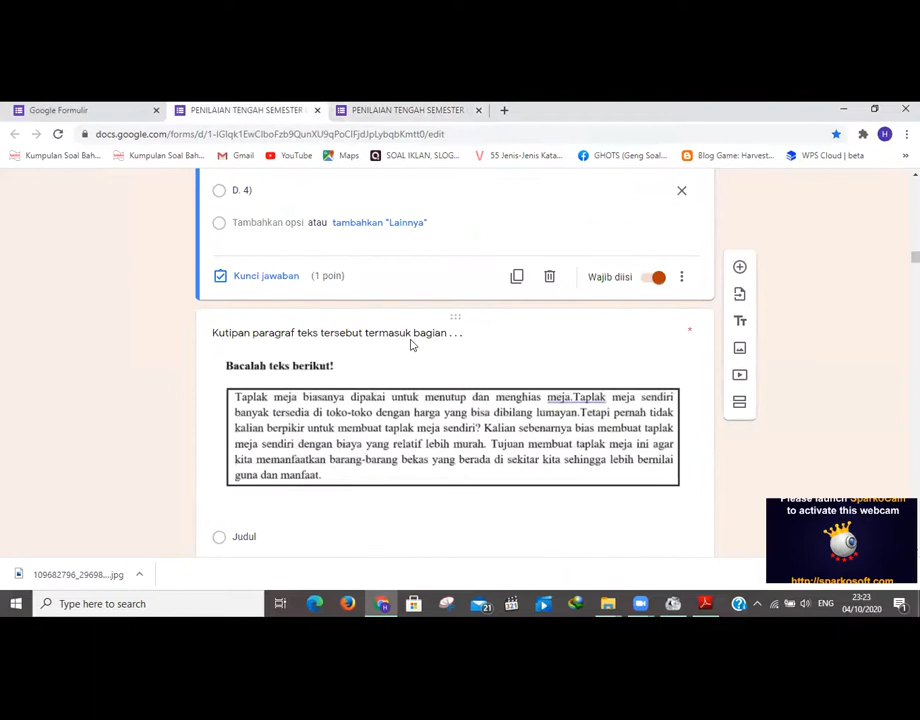 Google Formulir
PENILAIAN TENGAH SEMESTER
PENILAIAN TENGAH SEMESTER
docs.google.com/forms/d/1-IGlqk1EwCIboFzb9QunXU9qPoCIFjdJpLybqbKmtt0/edit
H
Kumpulan Soal Bah...
Kumpulan Soal Bah...
Gmail
YouTube
Maps
SOAL IKLAN, SLOG...
55 Jenis-Jenis Kata...
GHOTS (Geng Soal...
Blog Game: Harvest...
WPS Cloud | beta
D. 4)
Tambahkan opsi atau tambahkan "Lainnya"
Kunci jawaban (1 poin)
Wajib diisi
Kutipan paragraf teks tersebut termasuk bagian . . .
*
Bacalah teks berikut!
Taplak meja biasanya dipakai untuk menutup dan menghias meja.Taplak meja sendiri
banyak tersedia di toko-toko dengan harga yang bisa dibilang lumayan.Tetapi pernah tidak
kalian berpikir untuk membuat taplak meja sendiri? Kalian sebenarnya bias membuat taplak
meja sendiri dengan biaya yang relatif lebih murah. Tujuan membuat taplak meja ini agar
kita memanfaatkan barang-barang bekas yang berada di sekitar kita sehingga lebih bernilai
guna dan manfaat.
Judul
Please launch SparkoCam
to activate this webcam
http://sparkosoft.com
109682796_29698....jpg
Type here to search
21
321
ENG
23:23
04/10/2020
1